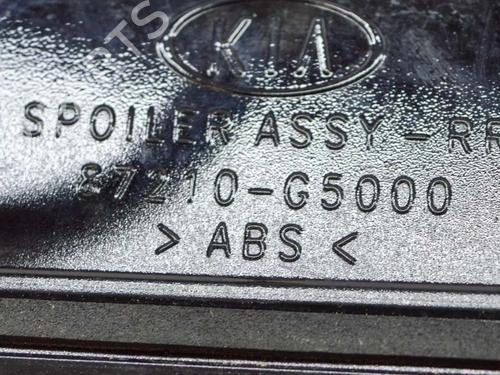 KIA
SPOILER ASSY-RR
87210-G5000
> ABS <